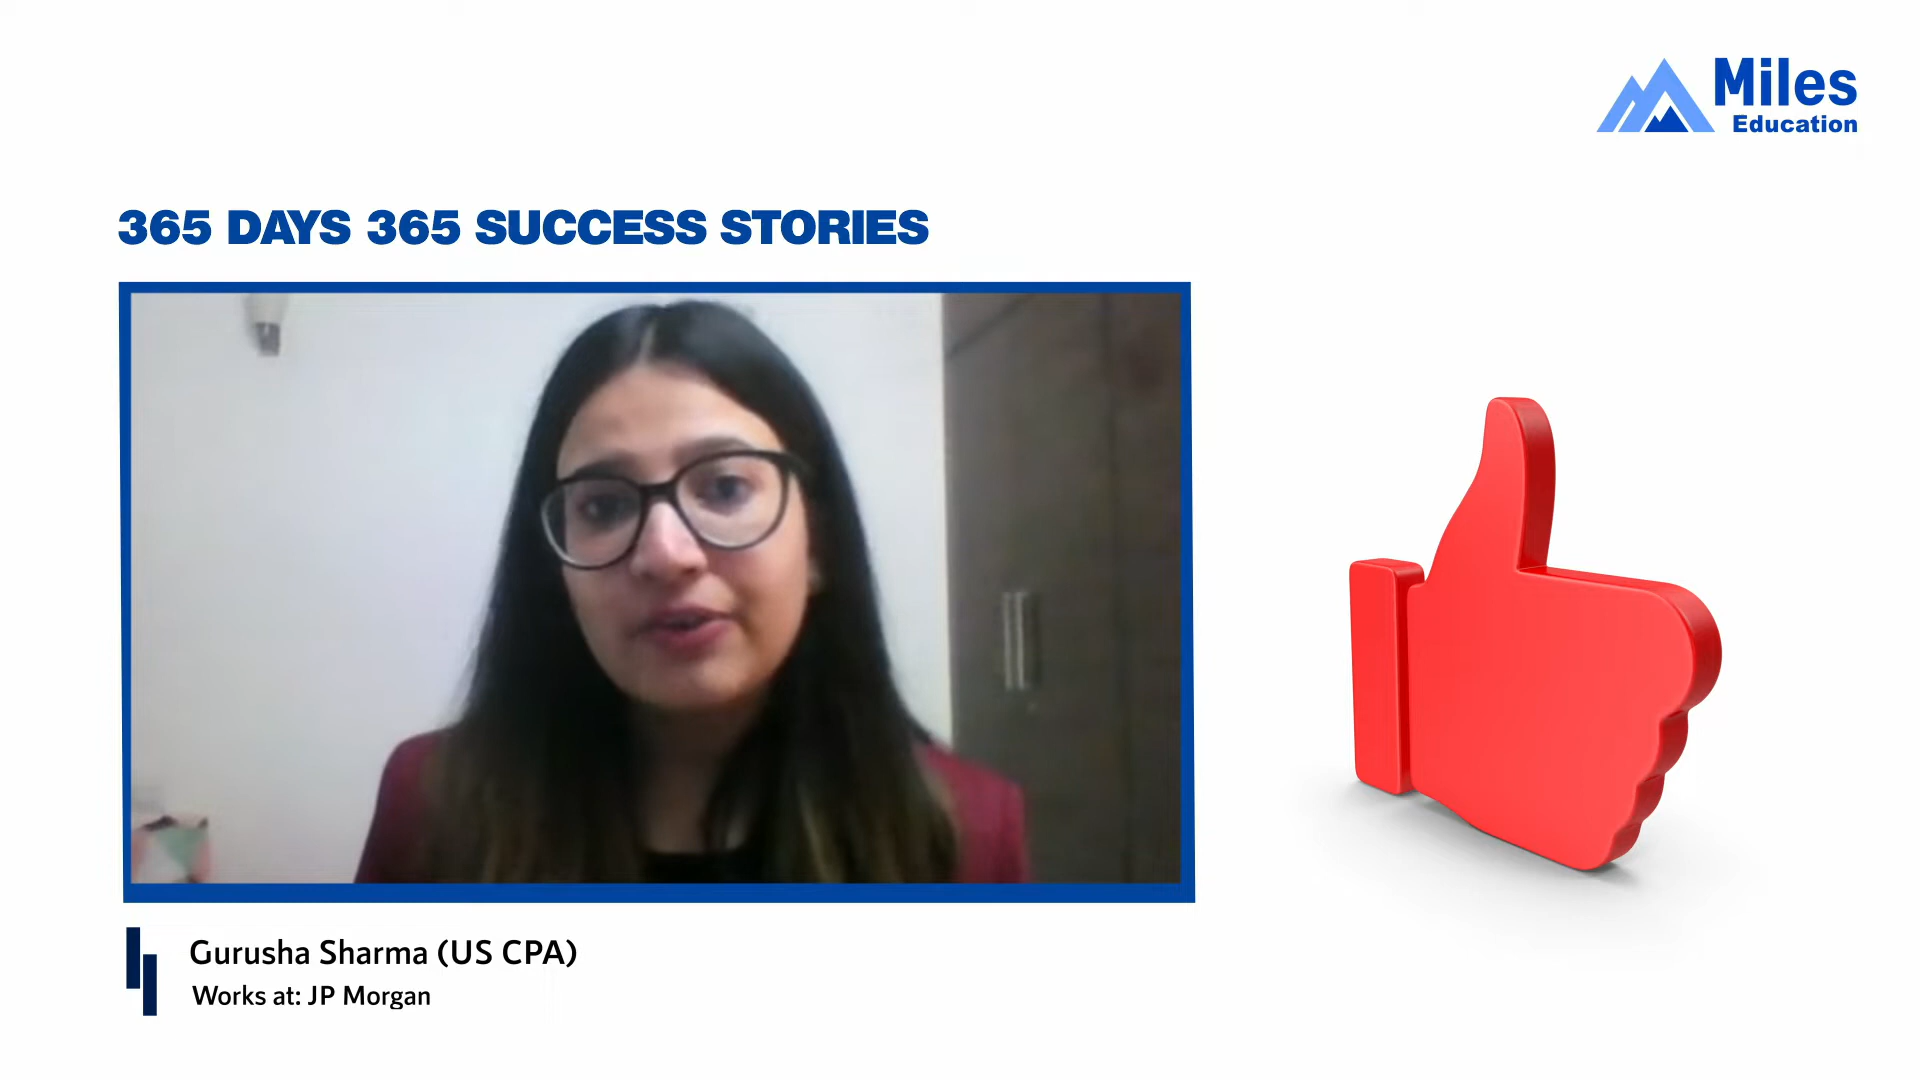 Miles
Education
365 DAYS 365 SUCCESS STORIES
Gurusha Sharma (US CPA)
Works at: JP Morgan